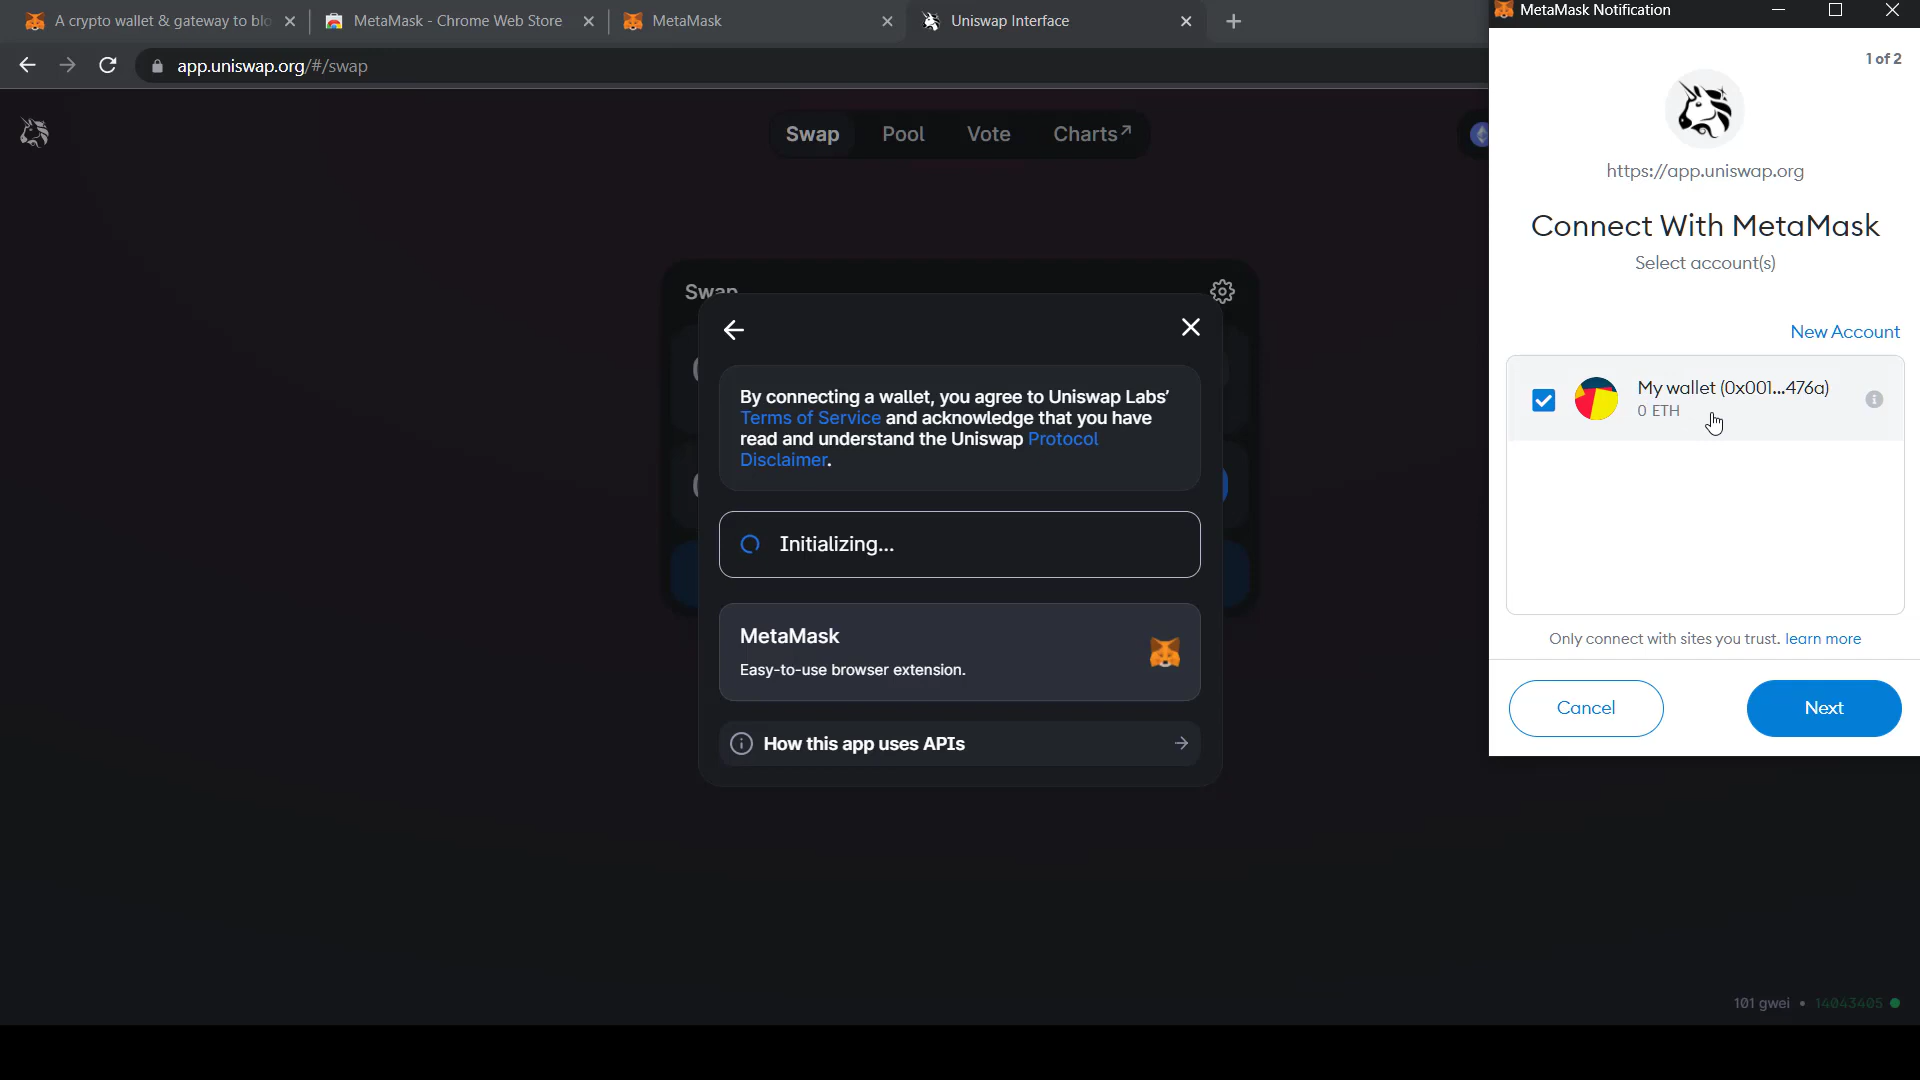 A crypto wallet & gateway to blo
MetaMask - Chrome Web Store
MetaMask
Uniswap Interface
app.uniswap.org/#/swap
Swap
Pool
Vote
Charts↗
Swap
By connecting a wallet, you agree to Uniswap Labs’
Terms of Service and acknowledge that you have
read and understand the Uniswap Protocol
Disclaimer.
Initializing...
MetaMask
Easy-to-use browser extension.
How this app uses APIs
MetaMask Notification
1 of 2
https://app.uniswap.org
Connect With MetaMask
Select account(s)
New Account
My wallet (0x001...476a)
0 ETH
Only connect with sites you trust. learn more
Cancel
Next
101 gwei • 14043405